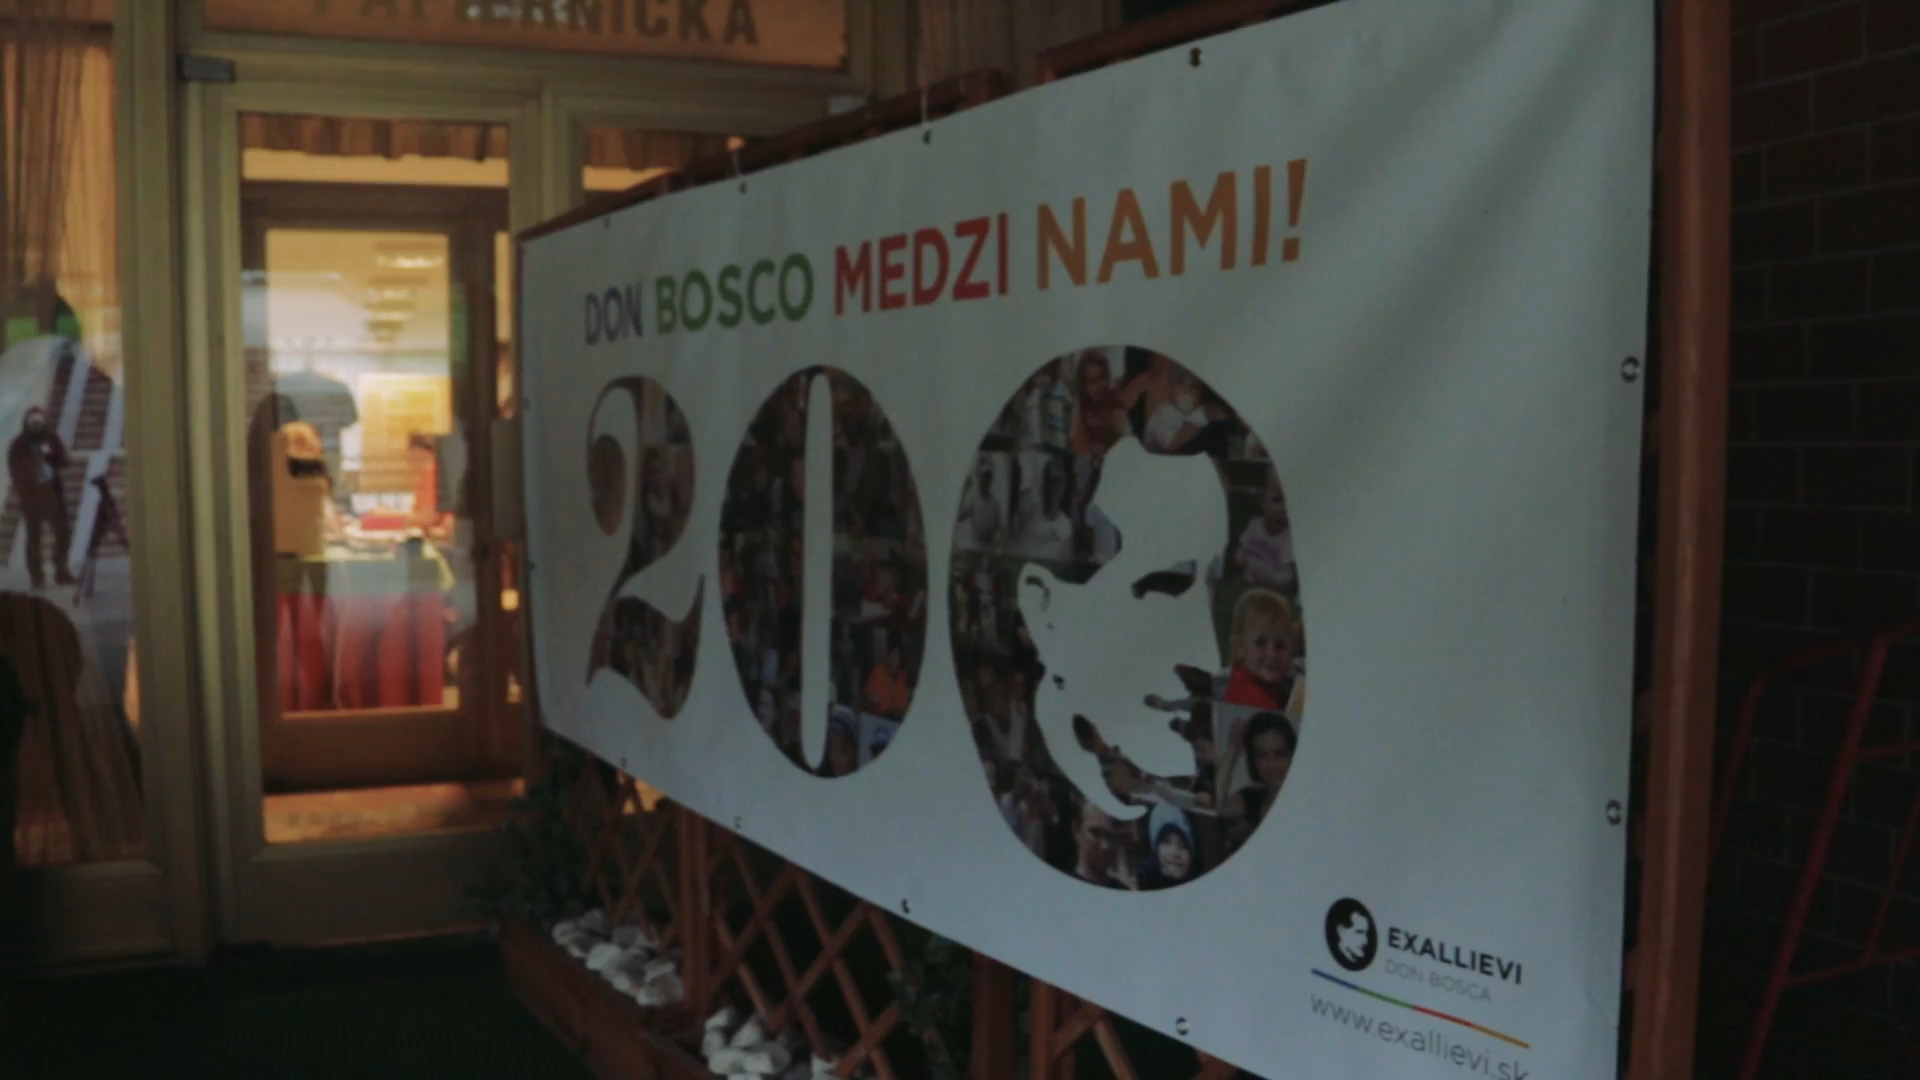 DON BOSCO MEDZI NAMI!
200
EXALLIEVI
DON BOSCA
www.exallievi.sk